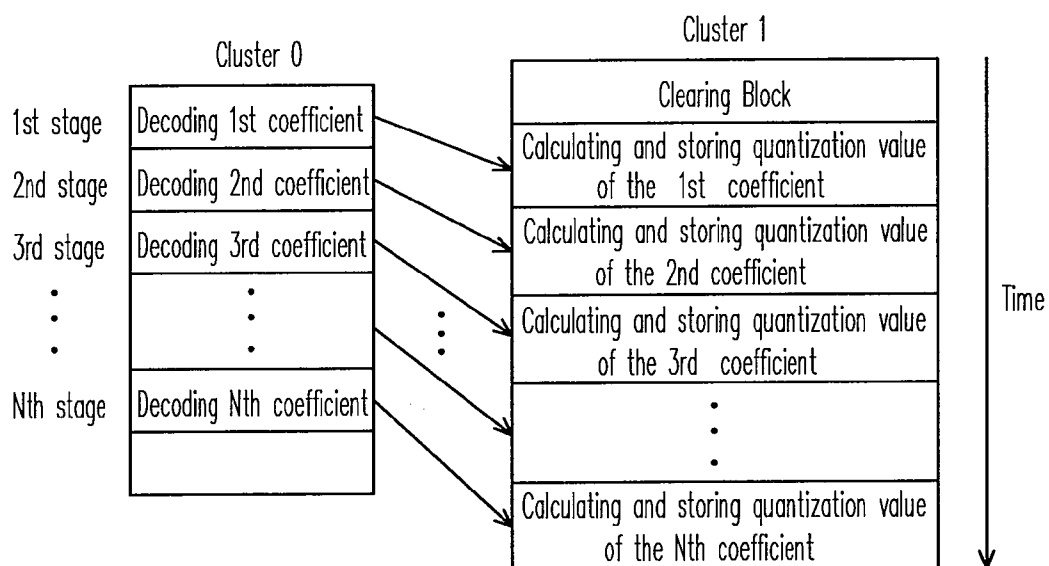 Cluster 0
1st stage
Decoding 1st coefficient
2nd stage
Decoding 2nd coefficient
3rd stage
Decoding 3rd coefficient
Nth stage
Decoding Nth coefficient
Cluster 1
Clearing Block
Calculating and storing quantization value
of the 1st coefficient
Calculating and storing quantization value
of the 2nd coefficient
Calculating and storing quantization value
of the 3rd coefficient
Calculating and storing quantization value
of the Nth coefficient
Time